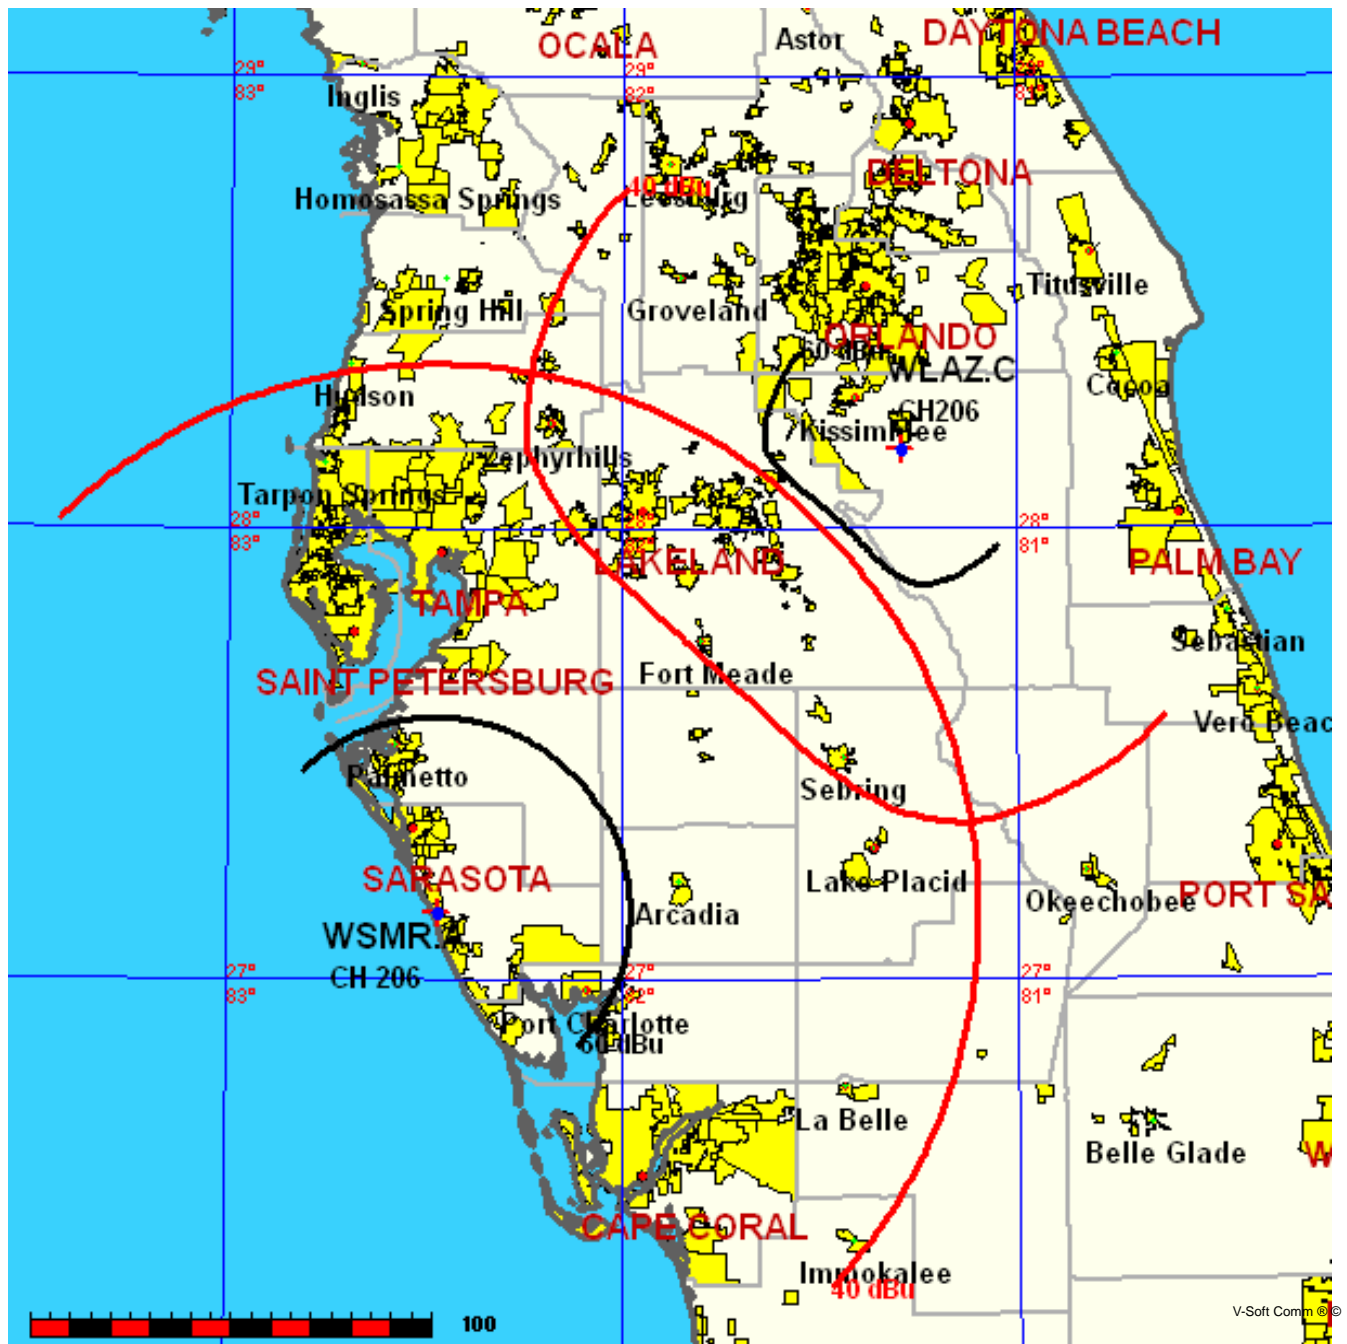 OCALA
Astor
DAYTONA BEACH
29°
83°
29°
82°
81°
Inglis
DELTONA
Homosassa Springs
40 dBu
Leesburg
Titusville
Spring Hill
Groveland
ORLANDO
60 dBu
WLAZ.C
CH206
Cocoa
Hudson
Kissimmee
Zephyrhills
Tarpon Springs
28°
83°
28°
82°
28°
81°
LAKELAND
PALM BAY
TAMPA
Sebastian
Fort Meade
SAINT PETERSBURG
Vero Beac
Palmetto
Sebring
SARASOTA
Lake Placid
Okeechobee
PORT SA
Arcadia
WSMR.
CH 206
27°
83°
27°
82°
27°
81°
Port Charlotte
60 dBu
La Belle
Belle Glade
W
CAPE CORAL
Immokalee
40 dBu
100
V-Soft Comm ® ©